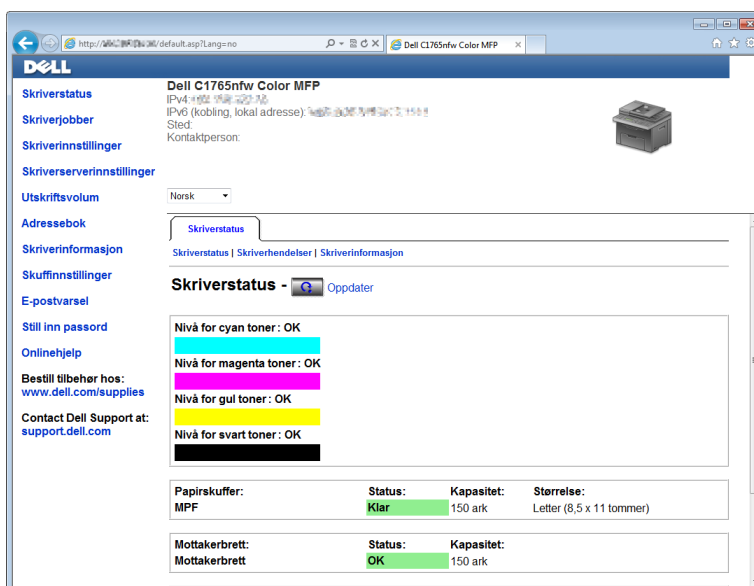 http:// /default.asp?Lang=no
Dell C1765nfw Color MFP
DELL
Dell C1765nfw Color MFP
IPv4:
IPv6 (kobling, lokal adresse):
Sted:
Kontaktperson:
Skriverstatus
Skriverjobber
Skriverinnstillinger
Skriverserverinnstillinger
Utskriftsvolum
Adressebok
Skriverinformasjon
Skuffinnstillinger
E-postvarsel
Still inn passord
Onlinehjelp
Bestill tilbehør hos:
www.dell.com/supplies
Contact Dell Support at:
support.dell.com
Norsk
Skriverstatus
Skriverstatus | Skriverhendelser | Skriverinformasjon
Skriverstatus - Oppdater
Nivå for cyan toner: OK
Nivå for magenta toner: OK
Nivå for gul toner: OK
Nivå for svart toner: OK
Papirskuffer: Status: Kapasitet: Størrelse:
MPF Klar 150 ark Letter (8,5 x 11 tommer)
Mottakerbrett: Status: Kapasitet:
Mottakerbrett OK 150 ark